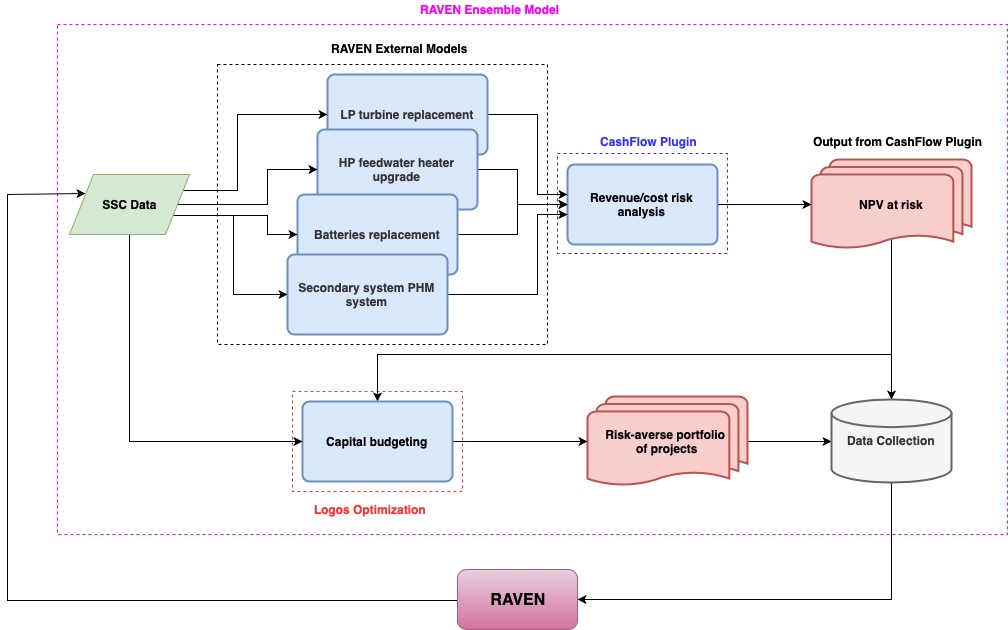 RAVEN Ensemble Model
RAVEN External Models
LP turbine replacement
HP feedwater heater
upgrade
Batteries replacement
Secondary system PHM
system
SSC Data
CashFlow Plugin
Revenue/cost risk
analysis
Output from CashFlow Plugin
NPV at risk
Capital budgeting
Logos Optimization
Risk-averse portfolio
of projects
Data Collection
RAVEN